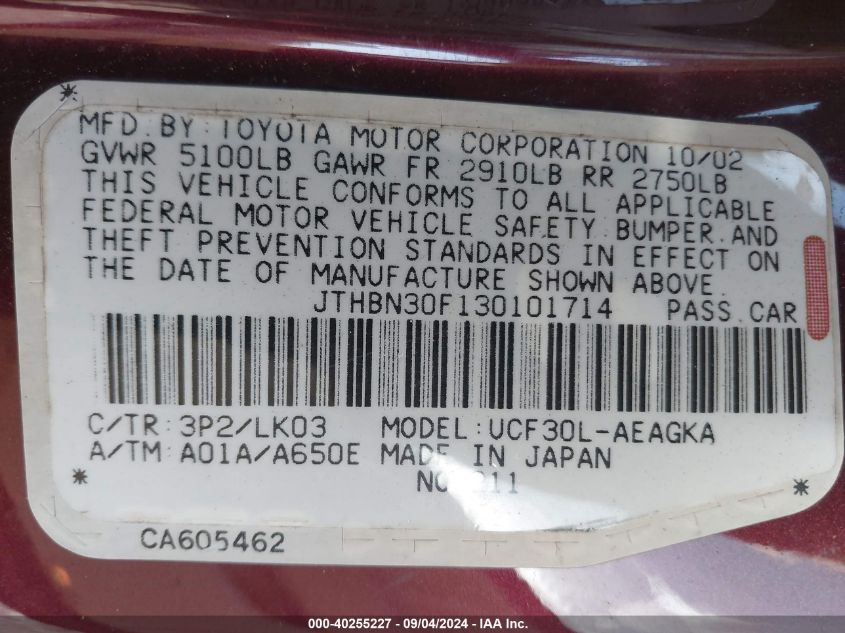 MFD. BY: TOYOTA MOTOR CORPORATION 10/02
GVWR 5100LB GAWR FR 2910LB RR 2750LB
THIS VEHICLE CONFORMS TO ALL APPLICABLE
FEDERAL MOTOR VEHICLE SAFETY, BUMPER, AND
THEFT PREVENTION STANDARDS IN EFFECT ON
THE DATE OF MANUFACTURE SHOWN ABOVE.
JTHBN30F130101714 PASS. CAR
C/TR: 3P2/LK03 MODEL: UCF30L-AEAGKA
A/TM: A01A/A650E MADE IN JAPAN
CA605462
000-40255227 - 09/04/2024 - IAA Inc.